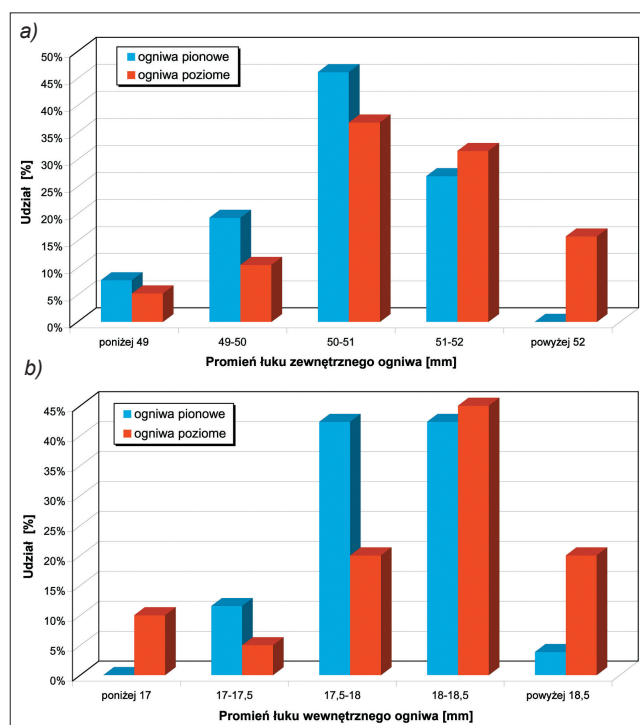 a)
50%
45%
40%
35%
30%
25%
20%
15%
10%
5%
0%
Udział [%]
ogniwa pionowe
ogniwa poziome
poniżej 49
49-50
50-51
51-52
powyżej 52
Promień łuku zewnętrznego ogniwa [mm]
b)
45%
40%
35%
30%
25%
20%
15%
10%
5%
0%
Udział [%]
ogniwa pionowe
ogniwa poziome
poniżej 17
17-17,5
17,5-18
18-18,5
powyżej 18,5
Promień łuku wewnętrznego ogniwa [mm]